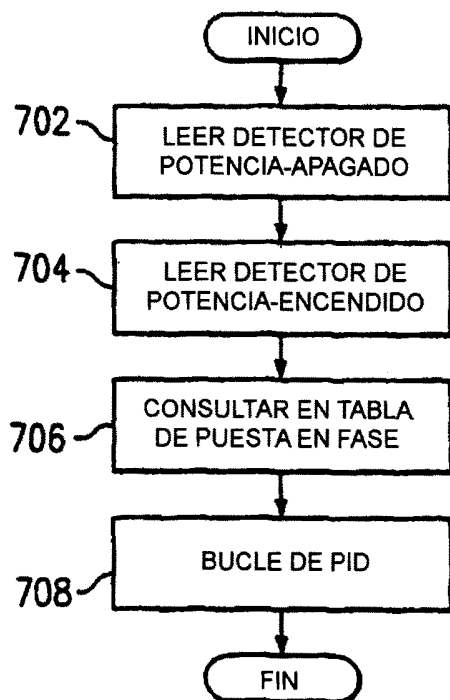 INICIO
702
LEER DETECTOR DE
POTENCIA-APAGADO
704
LEER DETECTOR DE
POTENCIA-ENCENDIDO
706
CONSULTAR EN TABLA
DE PUESTA EN FASE
708
BUCLE DE PID
FIN